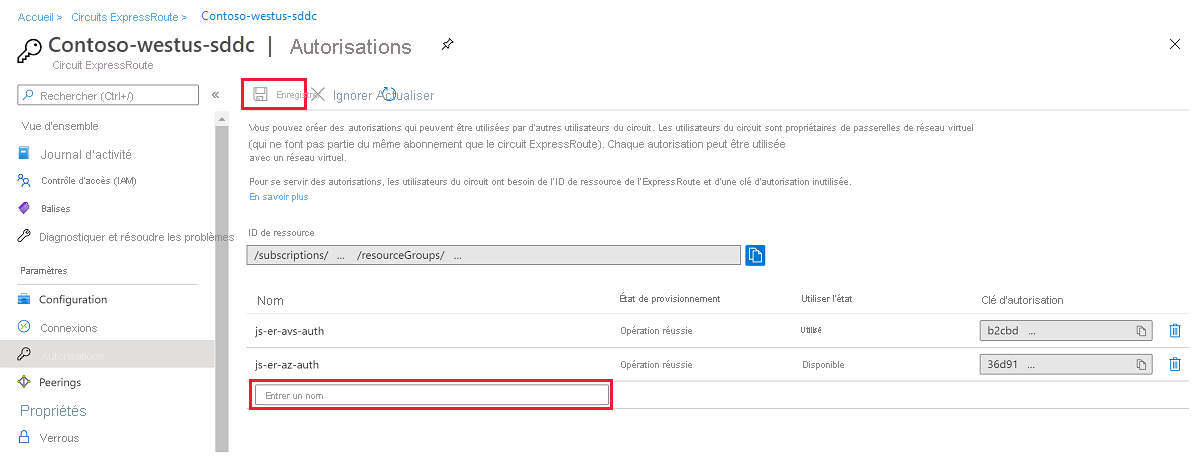 Accueil > Circuits ExpressRoute > Contoso-westus-sddc
Contoso-westus-sddc | Autorisations
Circuit ExpressRoute
Rechercher (Ctrl+/)
«
Enregistrer Ignorer Actualiser
Vue d'ensemble
Journal d'activité
Contrôle d'accès (IAM)
Balises
Diagnostiquer et résoudre les problèmes
Paramètres
Configuration
Connexions
Autorisations
Peerings
Propriétés
Verrous
Vous pouvez créer des autorisations qui peuvent être utilisées par d'autres utilisateurs du circuit. Les utilisateurs du circuit sont propriétaires de passerelles de réseau virtuel
(qui ne font pas partie du même abonnement que le circuit ExpressRoute). Chaque autorisation peut être utilisée
avec un réseau virtuel.
Pour se servir des autorisations, les utilisateurs du circuit ont besoin de l'ID de ressource de l'ExpressRoute et d'une clé d'autorisation inutilisée.
En savoir plus
ID de ressource
/subscriptions/ ... /resourceGroups/ ...
Nom État de provisionnement Utiliser l'état Clé d'autorisation
js-er-avs-auth Opération réussie Utilisé b2cbd ...
js-er-az-auth Opération réussie Disponible 36d91 ...
Entrer un nom